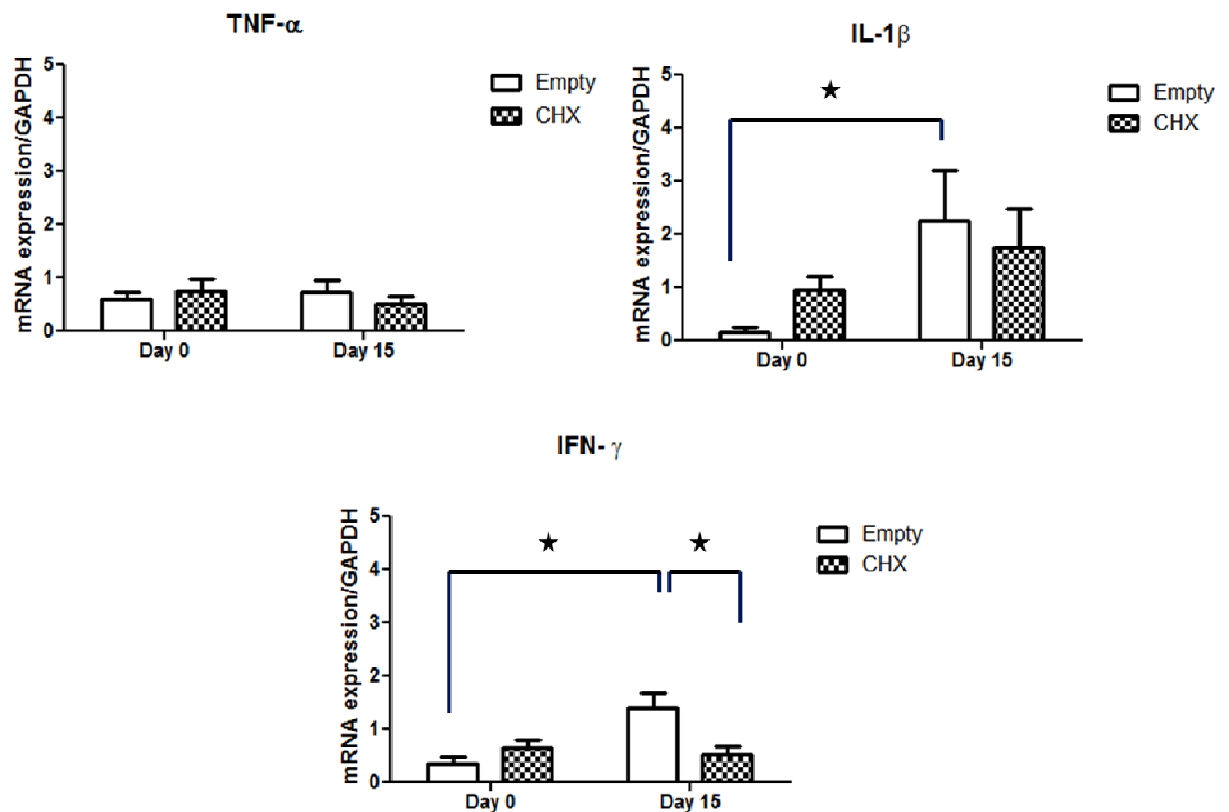 TNF-α
mRNA expression/GAPDH
5
4
3
2
1
0
Day 0
Day 15
Empty
CHX
IL-1β
mRNA expression/GAPDH
5
4
3
2
1
0
Day 0
Day 15
★
Empty
CHX
IFN- γ
mRNA expression/GAPDH
5
4
3
2
1
0
Day 0
Day 15
★
★
Empty
CHX